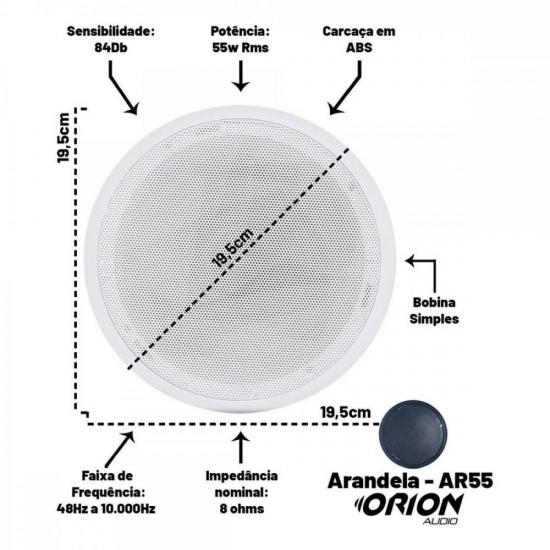 Sensibilidade:
84Db
Potência:
55w Rms
Carcaça em
ABS
19,5cm
19,5cm
Bobina
Simples
19,5cm
Faixa de
Frequência:
48Hz a 10.000Hz
Impedância
nominal:
8 ohms
Arandela - AR55
ORION
AUDIO